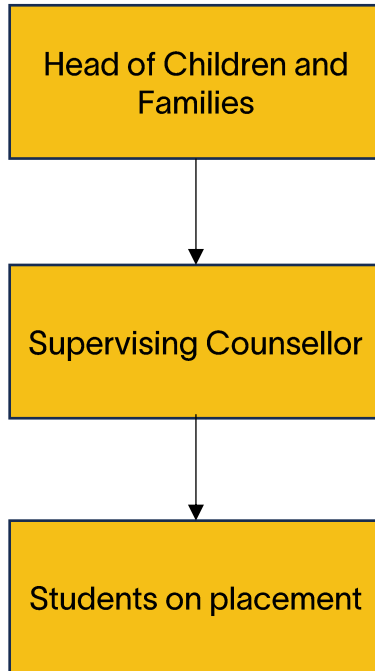 Head of Children and
Families
Supervising Counsellor
Students on placement